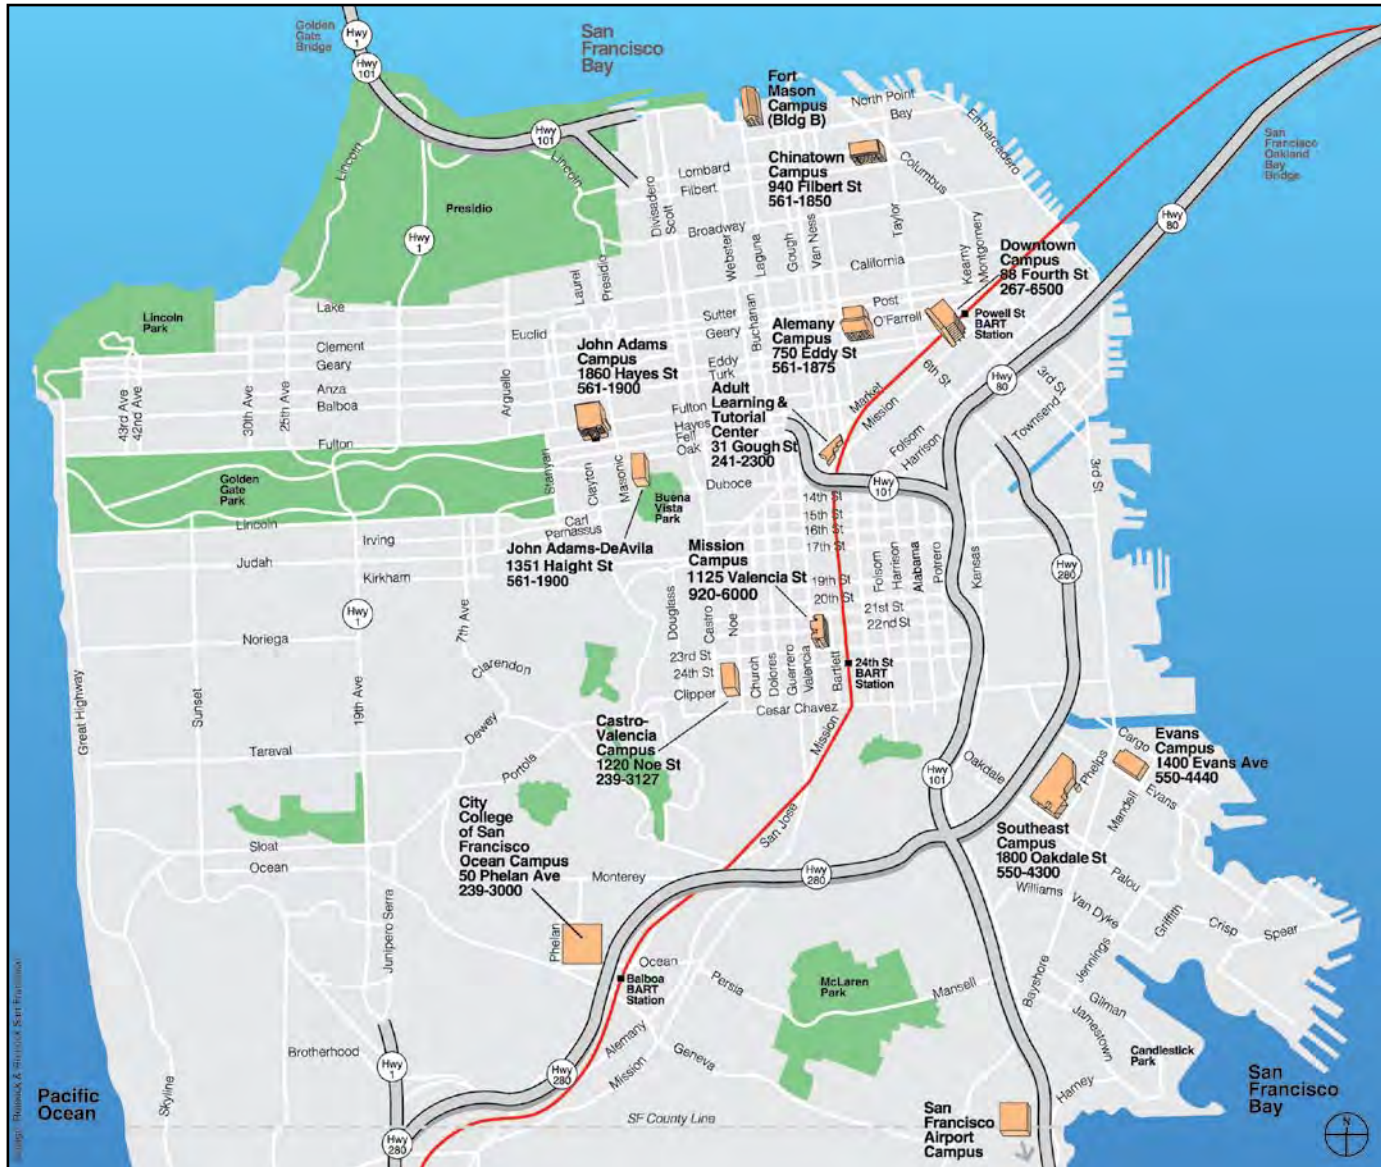 Golden
Gate
Bridge
Hwy
1
Hwy
101
San
Francisco
Bay
Fort
Mason
Campus
(Bldg B)
North Point
Bay
Embarcadero
Hwy
101
Lincoln
Lincoln
Lombard
Filbert
Chinatown
Campus
940 Filbert St
561-1850
Columbus
San
Francisco
Oakland
Bay
Bridge
Presidio
Hwy
1
Divisadero
Scott
Broadway
Webster
Laguna
Gough
Van Ness
Taylor
Kearny
Montgomery
Hwy
80
California
Downtown
Campus
88 Fourth St
267-6500
Laurel
Presidio
Lake
Lincoln
Park
Euclid
Sutter
Geary
Buchanan
Post
O'Farrell
Powell St
BART
Station
Alemany
Campus
750 Eddy St
561-1875
Clement
Geary
John Adams
Campus
1860 Hayes St
561-1900
Eddy
Turk
6th St
3rd St
Hwy
80
Townsend
Anza
Balboa
43rd Ave
42nd Ave
30th Ave
25th Ave
Arguello
Adult
Learning &
Tutorial
Center
31 Gough St
241-2300
Market
Mission
Folsom
Harrison
Fulton
Hayes
Fell
Oak
Fulton
Golden
Gate
Park
Stanyan
Clayton
Masonic
Buena
Vista
Park
Duboce
Hwy
101
3rd St
Lincoln
Carl
Parnassus
Irving
Judah
Kirkham
John Adams-DeAvila
1351 Haight St
561-1900
14th St
15th St
16th St
17th St
Mission
Campus
1125 Valencia St
920-6000
19th St
20th St
21st St
22nd St
Folsom
Harrison
Alabama
Potrero
Kansas
Hwy
280
Hwy
1
7th Ave
Noriega
Douglass
Castro
Noe
23rd St
24th St
Clipper
Church
Dolores
Guerrero
Valencia
Bartlett
24th St
BART
Station
Cesar Chavez
Clarendon
Great Highway
Sunset
19th Ave
Dewey
Portola
Taraval
Castro-
Valencia
Campus
1220 Noe St
239-3127
Mission
Oakdale
Hwy
101
Cargo
Phelps
Evans
Campus
1400 Evans Ave
550-4440
Evans
Mendell
City
College
of San
Francisco
Ocean Campus
50 Phelan Ave
239-3000
San Jose
Southeast
Campus
1800 Oakdale St
550-4300
Sloat
Ocean
Monterey
Hwy
280
Williams
Palou
Van Dyke
Griffith
Crisp
Spear
Junipero Serra
Phelan
Ocean
Balboa
BART
Station
Persia
McLaren
Park
Mansell
Bayshore
Jennings
Gilman
Jamestown
Candlestick
Park
Brotherhood
Hwy
1
Hwy
280
Alemany
Mission
Geneva
Harney
Pacific
Ocean
Skyline
SF County Line
San
Francisco
Airport
Campus
San
Francisco
Bay
Hwy
280
N